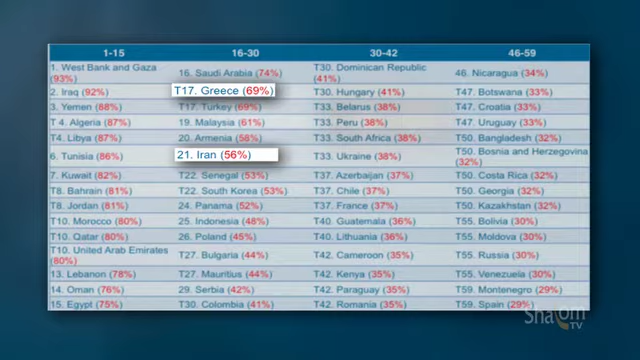 1-15 16-30 30-42 46-59
1. West Bank and Gaza (93%)
16. Saudi Arabia (74%)
T30. Dominican Republic (41%)
46. Nicaragua (34%)
2. Iraq (92%)
T17. Greece (69%)
T30. Hungary (41%)
T47. Botswana (33%)
3. Yemen (88%)
T17. Turkey (69%)
T33. Belarus (38%)
T47. Croatia (33%)
T 4. Algeria (87%)
19. Malaysia (61%)
T33. Peru (38%)
T47. Uruguay (33%)
T4. Libya (87%)
20. Armenia (58%)
T33. South Africa (38%)
T50. Bangladesh (32%)
6. Tunisia (86%)
21. Iran (56%)
T33. Ukraine (38%)
T50. Bosnia and Herzegovina (32%)
7. Kuwait (82%)
T22. Senegal (53%)
T37. Azerbaijan (37%)
T50. Costa Rica (32%)
T8. Bahrain (81%)
T22. South Korea (53%)
T37. Chile (37%)
T50. Georgia (32%)
T8. Jordan (81%)
24. Panama (52%)
T37. France (37%)
T50. Kazakhstan (32%)
T10. Morocco (80%)
25. Indonesia (48%)
T40. Guatemala (36%)
T55. Bolivia (30%)
T10. Qatar (80%)
26. Poland (45%)
T40. Lithuania (36%)
T55. Moldova (30%)
T10. United Arab Emirates (80%)
T27. Bulgaria (44%)
T42. Cameroon (35%)
T55. Russia (30%)
13. Lebanon (78%)
T27. Mauritius (44%)
T42. Kenya (35%)
T55. Venezuela (30%)
14. Oman (76%)
29. Serbia (42%)
T42. Paraguay (35%)
T59. Montenegro (29%)
15. Egypt (75%)
T30. Colombia (41%)
T42. Romania (35%)
T59. Spain (29%)
Shalom
TV